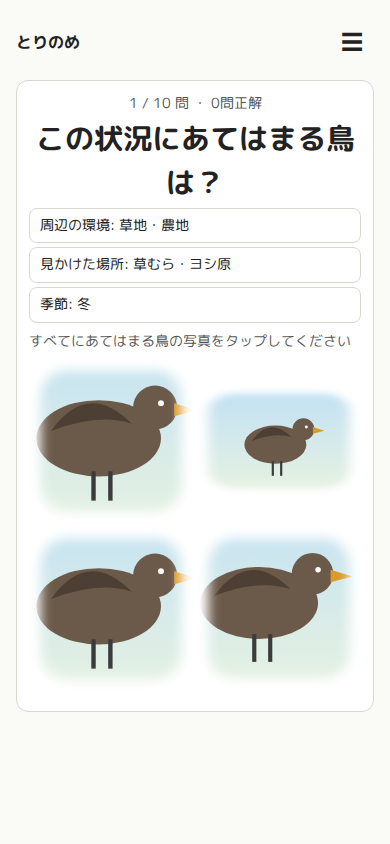 とりのめ
1 / 10 問 · 0問正解
この状況にあてはまる鳥
は？
周辺の環境: 草地・農地
見かけた場所: 草むら・ヨシ原
季節: 冬
すべてにあてはまる鳥の写真をタップしてください